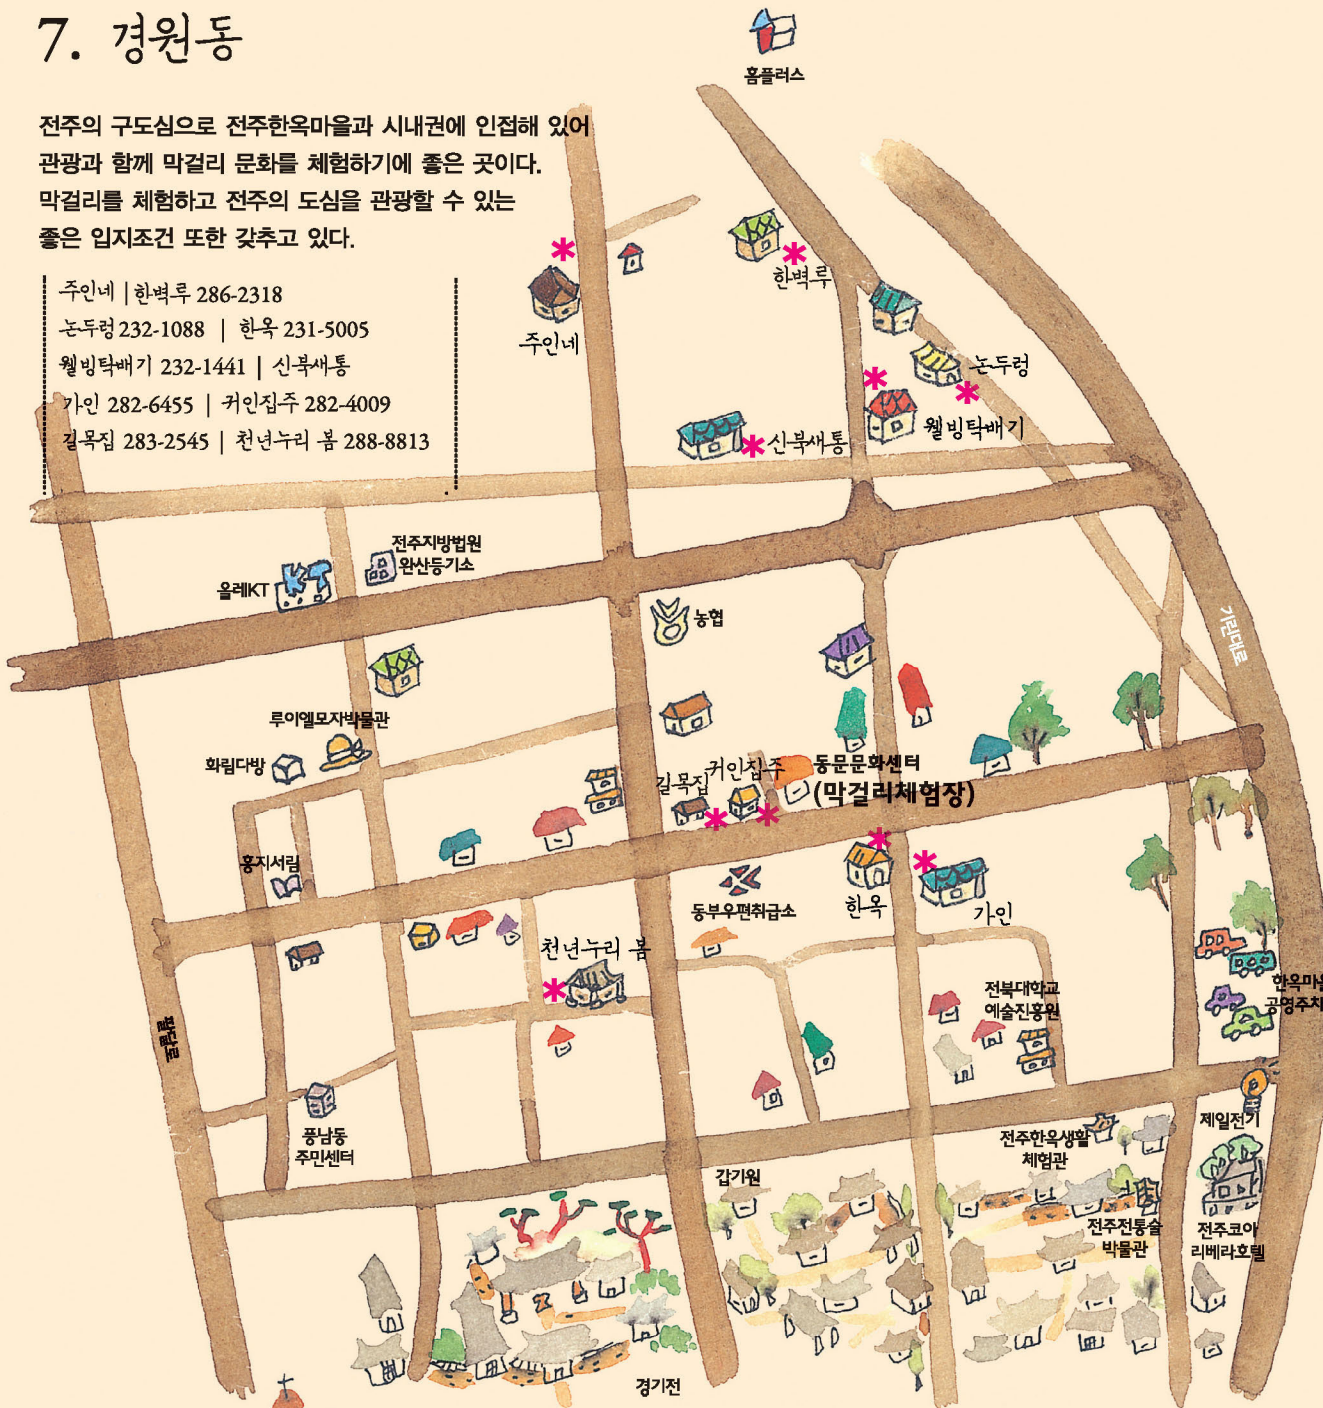 7. 경원동
전주의 구도심으로 전주한옥마을과 시내권에 인접해 있어
관광과 함께 막걸리 문화를 체험하기에 좋은 곳이다.
막걸리를 체험하고 전주의 도심을 관광할 수 있는
좋은 입지조건 또한 갖추고 있다.
주인네 | 한벽루 286-2318
논두렁 232-1088 | 한옥 231-5005
웰빙탁배기 232-1441 | 신북새통
가인 282-6455 | 귀인집주 282-4009
길목집 283-2545 | 천년누리 봄 288-8813
홈플러스
한벽루
주인네
논두렁
웰빙탁배기
신북새통
전주지방법원
완산등기소
올레KT
농협
기린대로
루이엘모자박물관
화림다방
길목집
귀인집주
동문문화센터
(막걸리체험장)
홍지서림
동부우편취급소
한옥
가인
천년누리 봄
전북대학교
예술진흥원
한옥마을
공영주차
팔달로
풍남동
주민센터
제일전기
전주한옥생활
체험관
갑기원
전주전통술
박물관
전주코아
리베라호텔
경기전